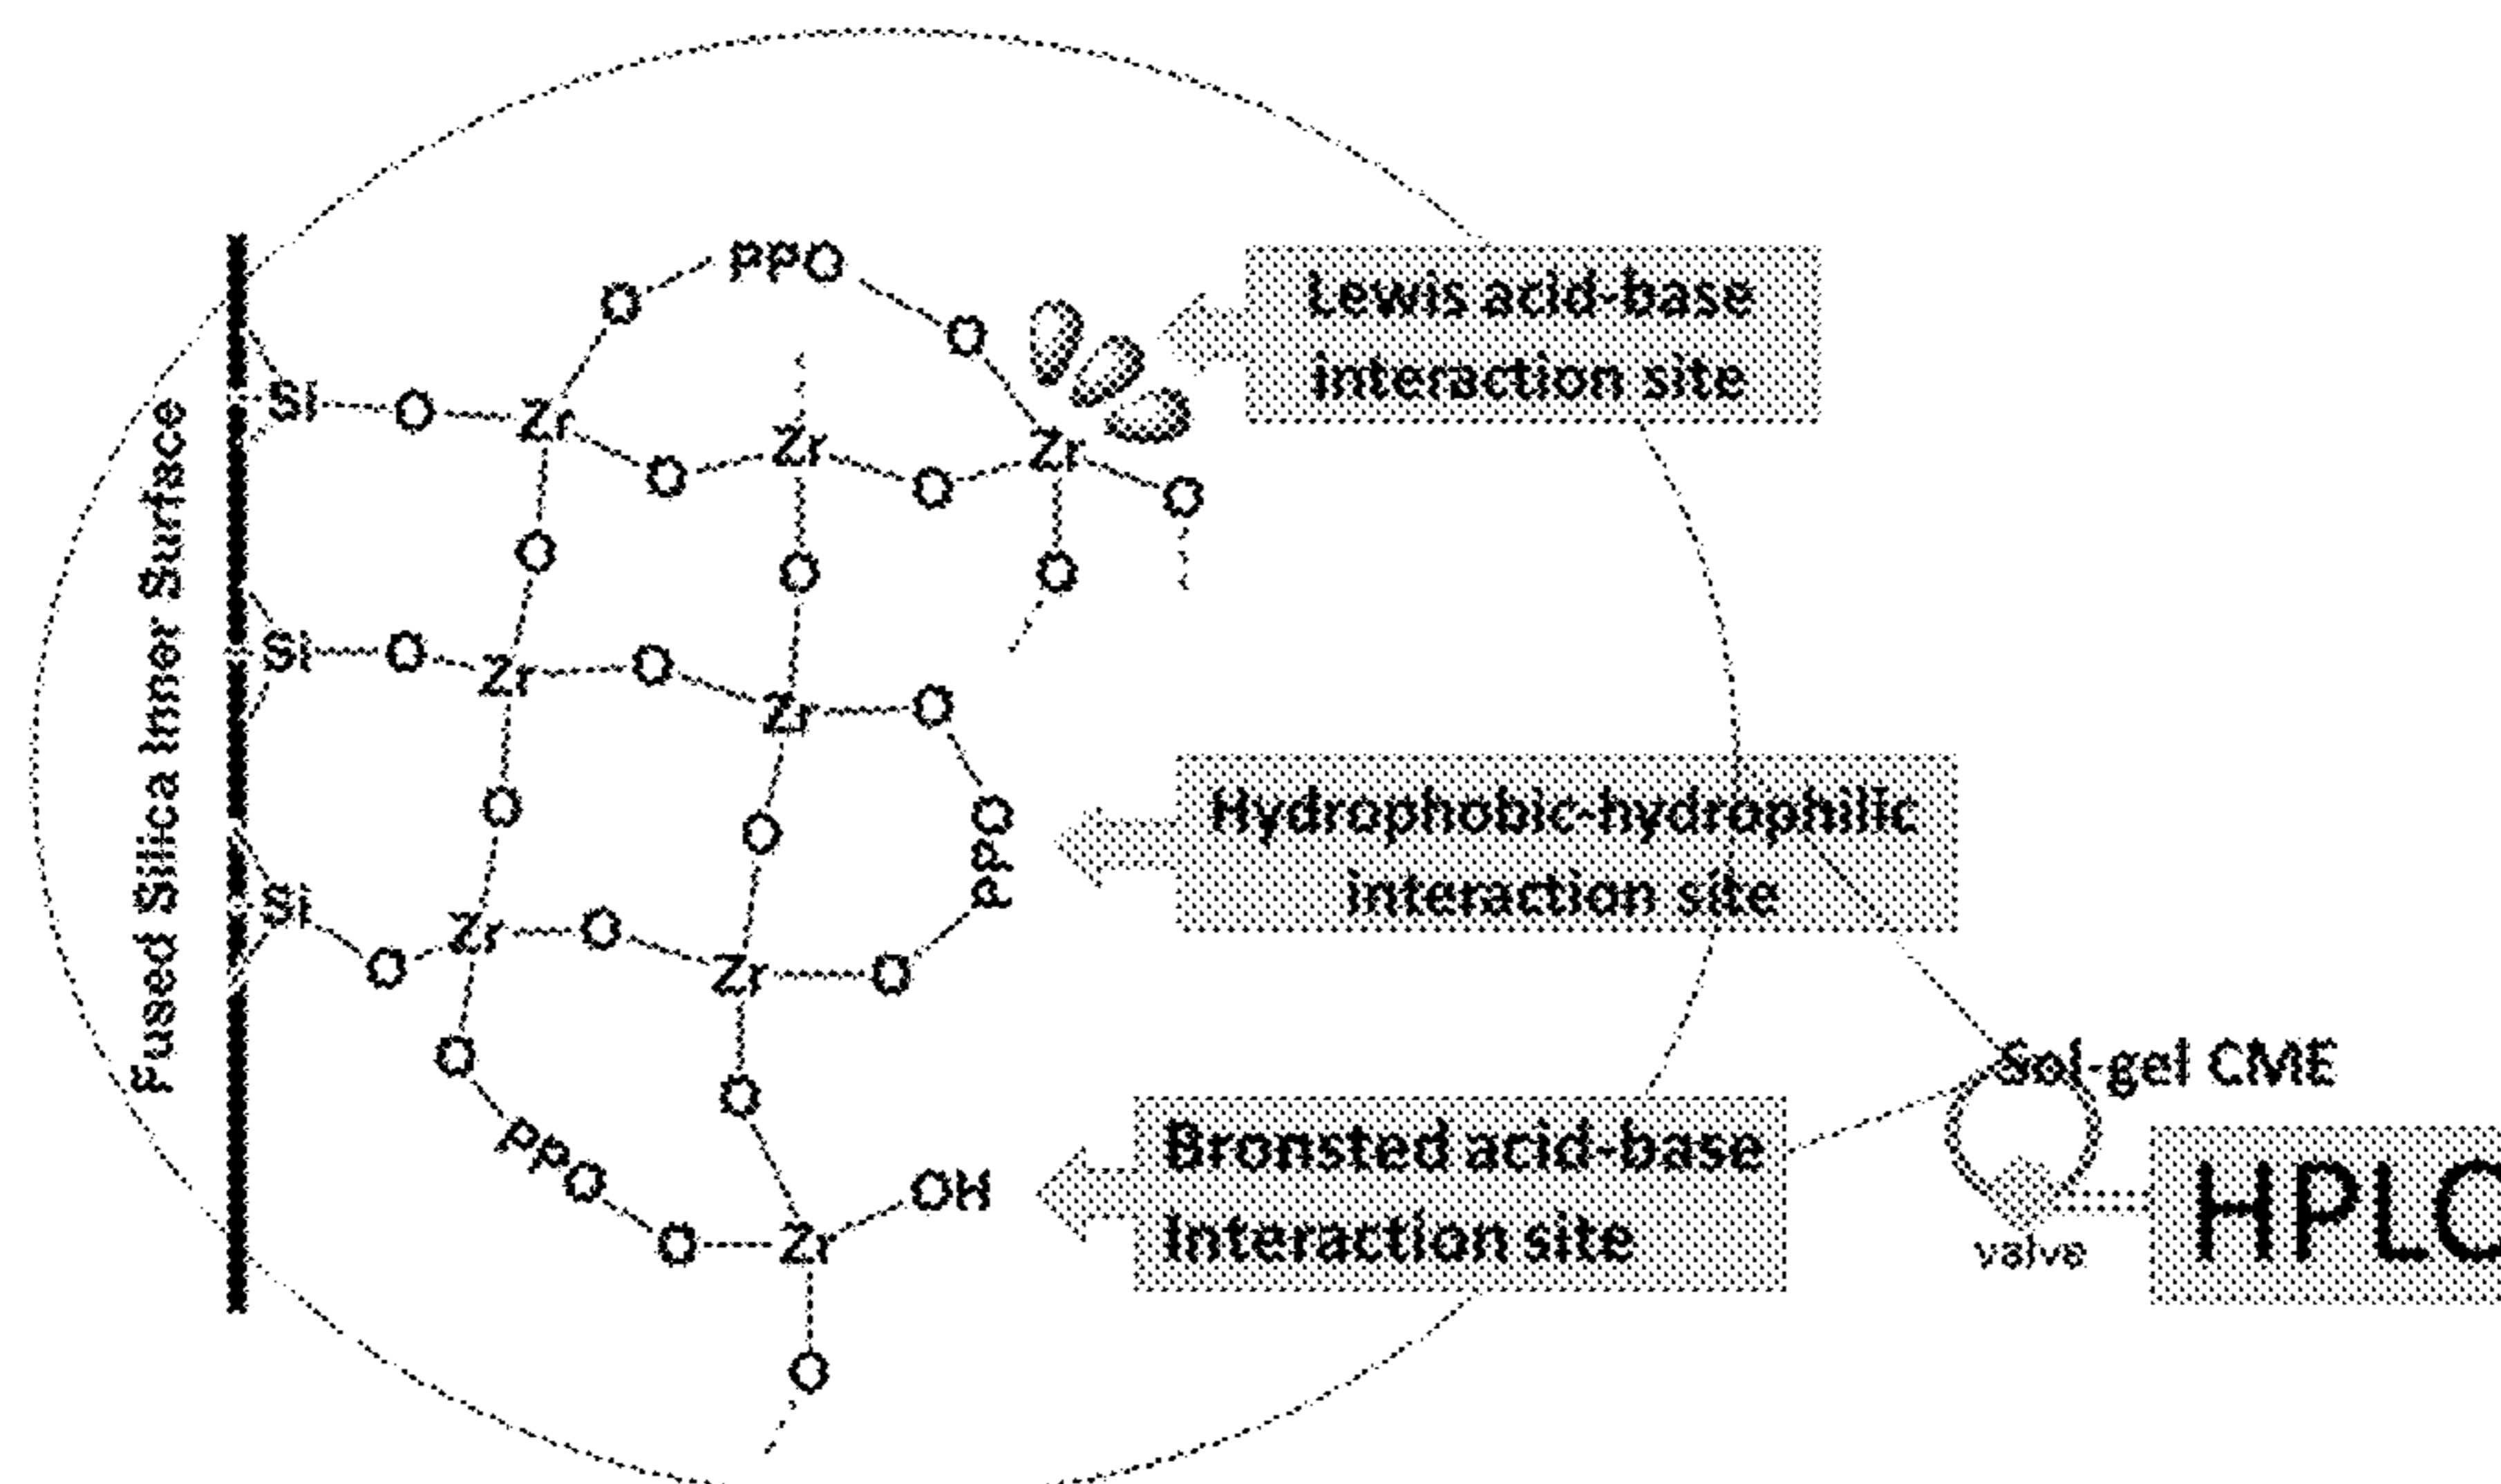 Fused Silica Inner Surface
O PPO O
Si O Zr O Zr O Zr O
O O O
Si O Zr O Zr O
O O PPO
Si O Zr O Zr O
O O
PPO O Zr OH
O
Lewis acid-base
interaction site
Hydrophobic-hydrophilic
interaction site
Bronsted acid-base
Interaction site
Sol-gel CME
valve
HPLC